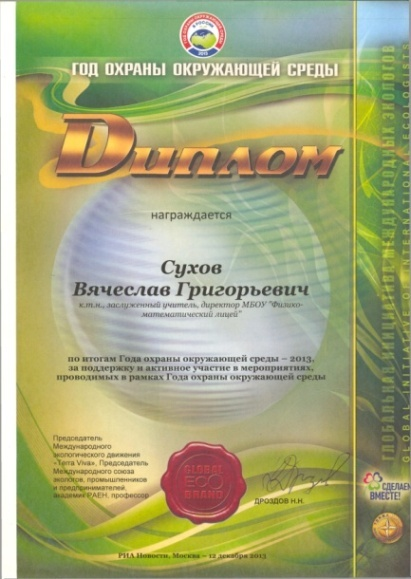 В РОССИИ
2013
ГОД ОХРАНЫ ОКРУЖАЮЩЕЙ СРЕДЫ
Диплом
награждается
Сухов
Вячеслав Григорьевич
к.т.н., заслуженный учитель, директор МБОУ "Физико-
математический лицей"
по итогам Года охраны окружающей среды – 2013,
за поддержку и активное участие в мероприятиях,
проводимых в рамках Года охраны окружающей среды
Председатель
Международного
экологического движения
«Terra Viva», Председатель
Международного союза
экологов, промышленников
и предпринимателей,
академик РАЕН, профессор
GLOBAL
ECO
BRAND
ДРОЗДОВ Н.Н.
СДЕЛАЕМ
ВМЕСТЕ!
РИА Новости, Москва – 12 декабря 2013
ГЛОБАЛЬНАЯ ИНИЦИАТИВА МЕЖДУНАРОДНЫХ ЭКОЛОГОВ
GLOBAL INITIATIVE OF INTERNATIONAL ECOLOGISTS